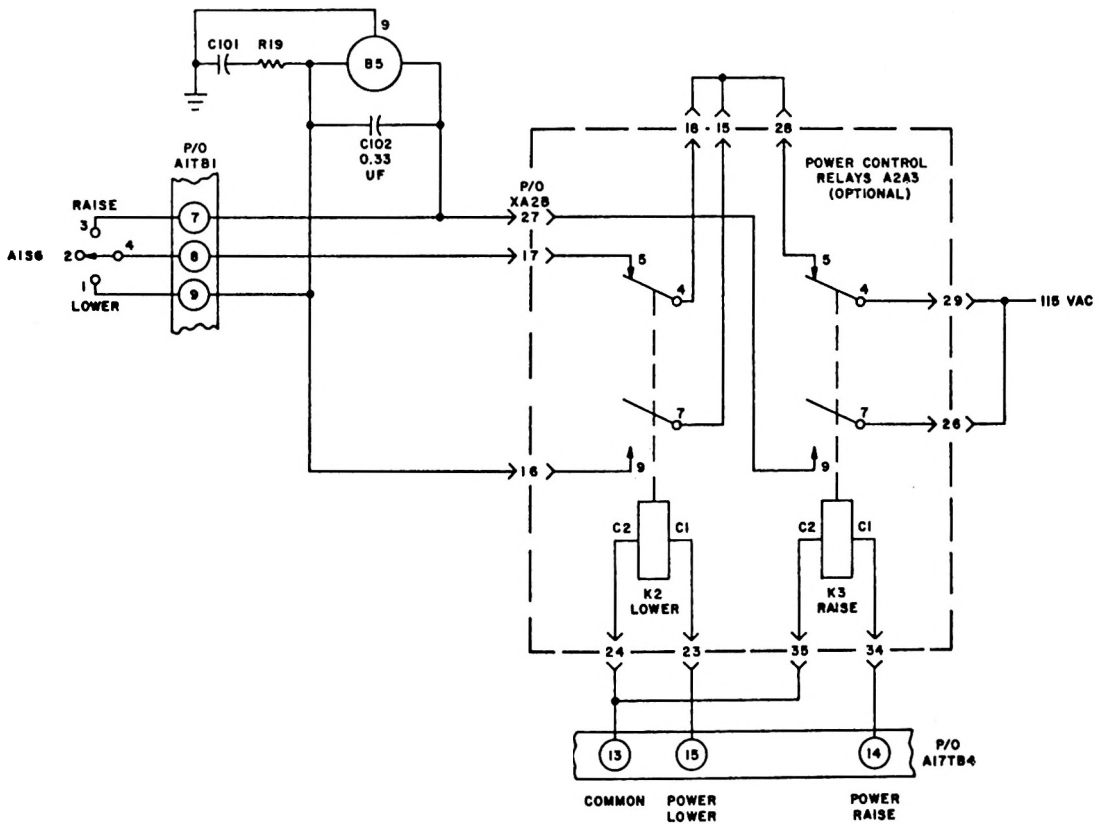 9
C101 R19
B5
C102
0.33
UF
P/O
A1TB1
18 15 28
POWER CONTROL
RELAYS A2A3
(OPTIONAL)
P/O
XA28
RAISE
3
7
27
A1S6 2 4
8
17
5
5
1
9
LOWER
4
4
29
115 VAC
7
7
26
16
9
9
C2 C1
C2 C1
K2
LOWER
K3
RAISE
24 23 35 34
13 15 14
P/O
A17TB4
COMMON
POWER
LOWER
POWER
RAISE